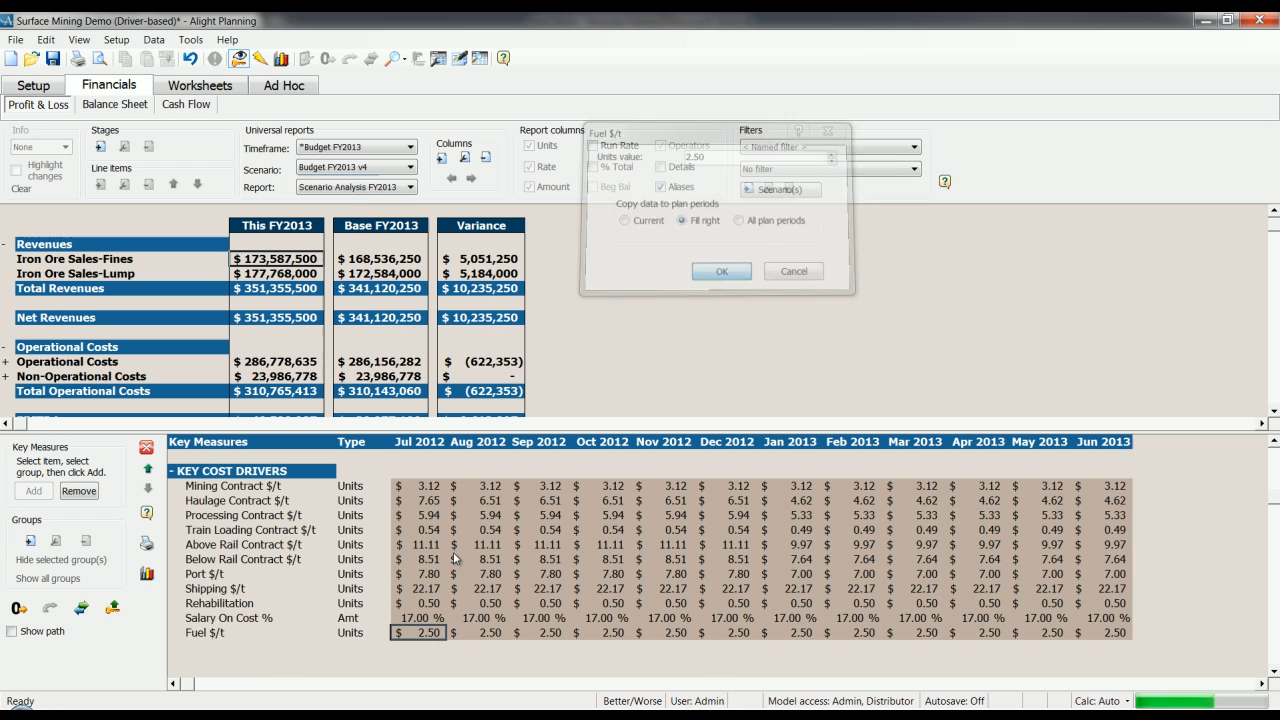 Surface Mining Demo (Driver-based)* - Alight Planning
File Edit View Setup Data Tools Help
Setup Financials Worksheets Ad Hoc
Profit & Loss Balance Sheet Cash Flow
Info Stages Universal reports Columns Report columns Filters
None Timeframe: *Budget FY2013 Units Run Rate Operators < Named filter >
Highlight changes Line items Scenario: Budget FY2013 v4 Rate % Total Details No filter
Clear Report: Scenario Analysis FY2013 Amount Beg Bal Aliases Scenario(s)
Fuel $/t
Units value: 2.50
Copy data to plan periods
Current Fill right All plan periods
OK Cancel
This FY2013 Base FY2013 Variance
- Revenues
Iron Ore Sales-Fines $ 173,587,500 $ 168,536,250 $ 5,051,250
Iron Ore Sales-Lump $ 177,768,000 $ 172,584,000 $ 5,184,000
Total Revenues $ 351,355,500 $ 341,120,250 $ 10,235,250
Net Revenues $ 351,355,500 $ 341,120,250 $ 10,235,250
- Operational Costs
+ Operational Costs $ 286,778,635 $ 286,156,282 $ (622,353)
+ Non-Operational Costs $ 23,986,778 $ 23,986,778 $ -
Total Operational Costs $ 310,765,413 $ 310,143,060 $ (622,353)
Key Measures
Select item, select group, then click Add.
Add Remove
Groups
Hide selected group(s)
Show all groups
Show path
Key Measures Type Jul 2012 Aug 2012 Sep 2012 Oct 2012 Nov 2012 Dec 2012 Jan 2013 Feb 2013 Mar 2013 Apr 2013 May 2013 Jun 2013
- KEY COST DRIVERS
Mining Contract $/t Units $ 3.12 $ 3.12 $ 3.12 $ 3.12 $ 3.12 $ 3.12 $ 3.12 $ 3.12 $ 3.12 $ 3.12 $ 3.12 $ 3.12
Haulage Contract $/t Units $ 7.65 $ 6.51 $ 6.51 $ 6.51 $ 6.51 $ 6.51 $ 4.62 $ 4.62 $ 4.62 $ 4.62 $ 4.62 $ 4.62
Processing Contract $/t Units $ 5.94 $ 5.94 $ 5.94 $ 5.94 $ 5.94 $ 5.94 $ 5.33 $ 5.33 $ 5.33 $ 5.33 $ 5.33 $ 5.33
Train Loading Contract $/t Units $ 0.54 $ 0.54 $ 0.54 $ 0.54 $ 0.54 $ 0.54 $ 0.49 $ 0.49 $ 0.49 $ 0.49 $ 0.49 $ 0.49
Above Rail Contract $/t Units $ 11.11 $ 11.11 $ 11.11 $ 11.11 $ 11.11 $ 11.11 $ 9.97 $ 9.97 $ 9.97 $ 9.97 $ 9.97 $ 9.97
Below Rail Contract $/t Units $ 8.51 $ 8.51 $ 8.51 $ 8.51 $ 8.51 $ 8.51 $ 7.64 $ 7.64 $ 7.64 $ 7.64 $ 7.64 $ 7.64
Port $/t Units $ 7.80 $ 7.80 $ 7.80 $ 7.80 $ 7.80 $ 7.80 $ 7.00 $ 7.00 $ 7.00 $ 7.00 $ 7.00 $ 7.00
Shipping $/t Units $ 22.17 $ 22.17 $ 22.17 $ 22.17 $ 22.17 $ 22.17 $ 22.17 $ 22.17 $ 22.17 $ 22.17 $ 22.17 $ 22.17
Rehabilitation Units $ 0.50 $ 0.50 $ 0.50 $ 0.50 $ 0.50 $ 0.50 $ 0.50 $ 0.50 $ 0.50 $ 0.50 $ 0.50 $ 0.50
Salary On Cost % Amt 17.00 % 17.00 % 17.00 % 17.00 % 17.00 % 17.00 % 17.00 % 17.00 % 17.00 % 17.00 % 17.00 % 17.00 %
Fuel $/t Units $ 2.50 $ 2.50 $ 2.50 $ 2.50 $ 2.50 $ 2.50 $ 2.50 $ 2.50 $ 2.50 $ 2.50 $ 2.50 $ 2.50
Ready Better/Worse User: Admin Model access: Admin, Distributor Autosave: Off Calc: Auto